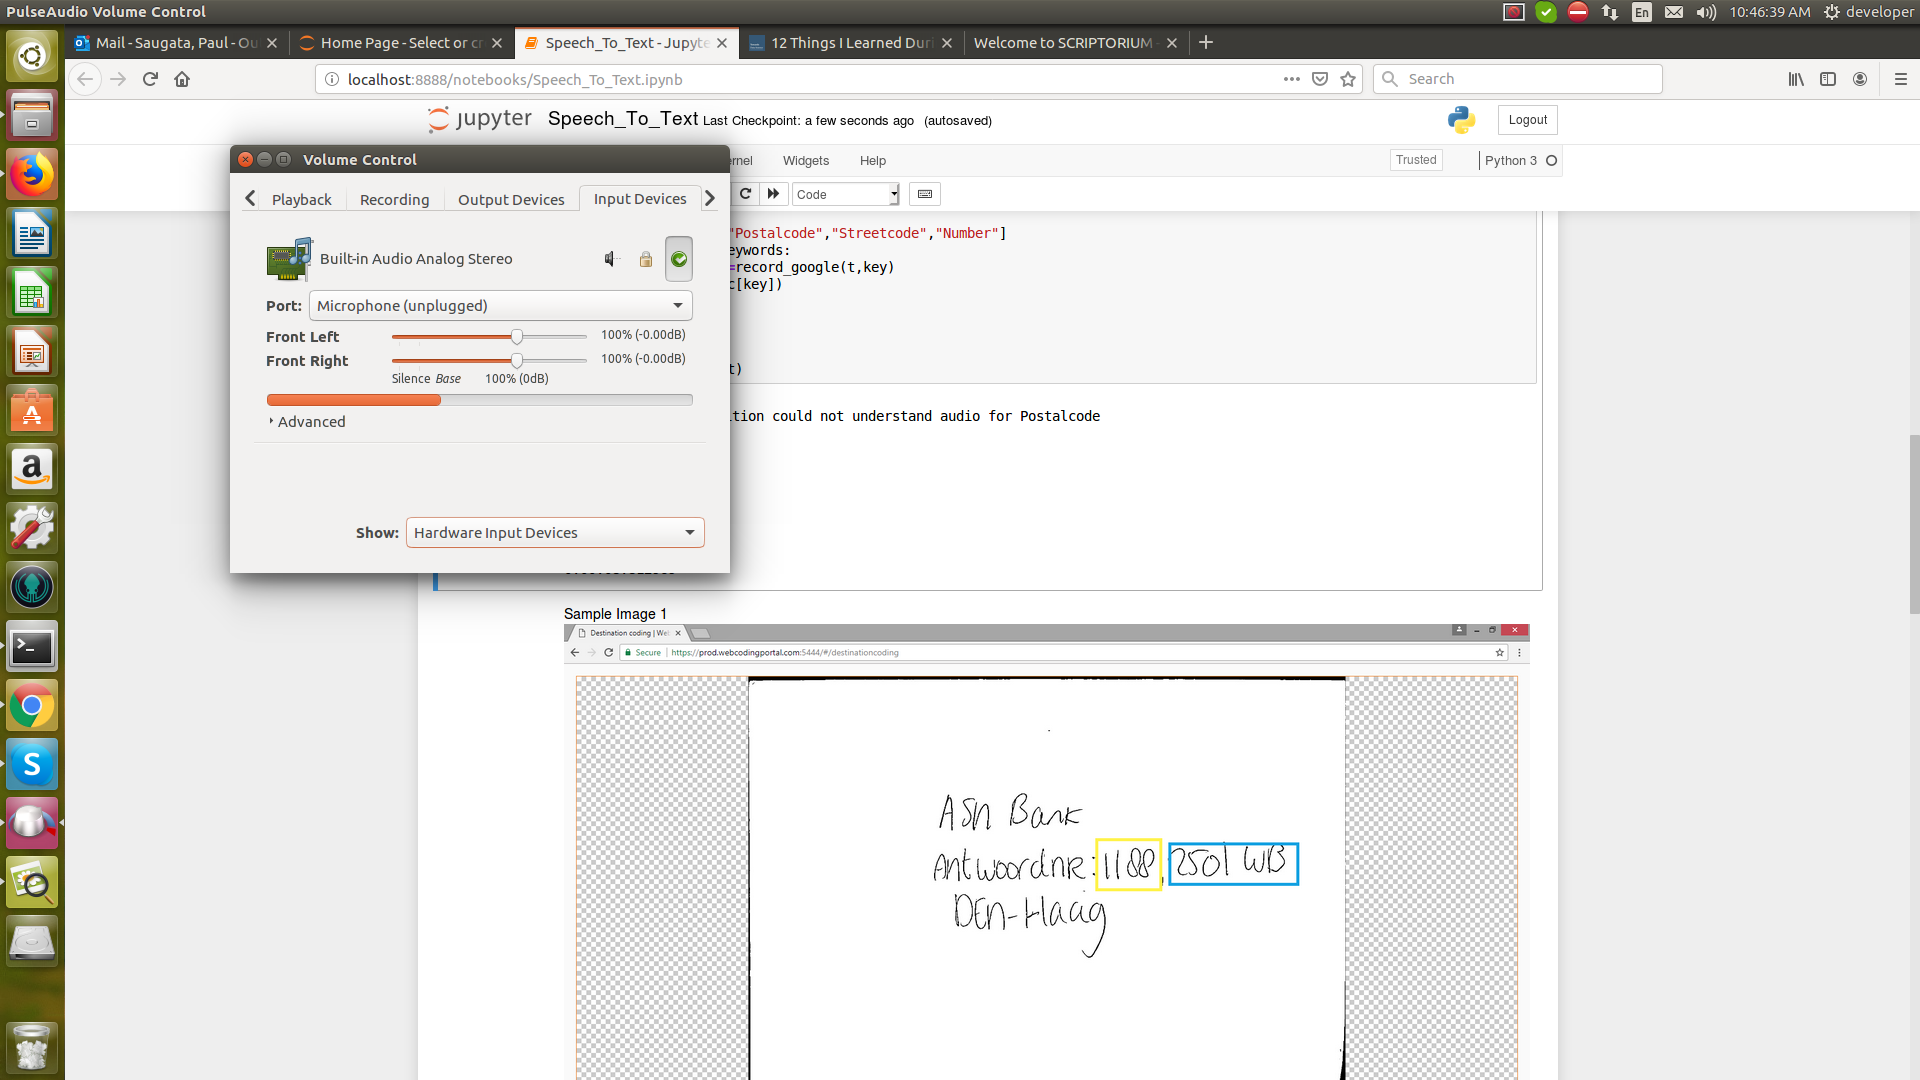 PulseAudio Volume Control
En
10:46:39 AM
developer
Mail - Saugata, Paul - Ou
Home Page - Select or cr
Speech_To_Text - Jupyte
12 Things I Learned Duri
Welcome to SCRIPTORIUM -
localhost:8888/notebooks/Speech_To_Text.ipynb
Search
jupyter
Speech_To_Text Last Checkpoint: a few seconds ago (autosaved)
Logout
Volume Control
ernel
Widgets
Help
Trusted
Python 3
Playback
Recording
Output Devices
Input Devices
Code
"Postalcode","Streetcode","Number"]
eywords:
=record_google(t,key)
c[key])
t)
Built-in Audio Analog Stereo
Port: Microphone (unplugged)
Front Left 100% (-0.00dB)
Front Right 100% (-0.00dB)
Silence Base 100% (0dB)
Advanced
ition could not understand audio for Postalcode
Show: Hardware Input Devices
Sample Image 1
Destination coding | We
Secure https://prod.webcodingportal.com:5444/#/destinationcoding
ASN Bank
Antwoordnr: 1188, 2501 WB
DEN-Haag